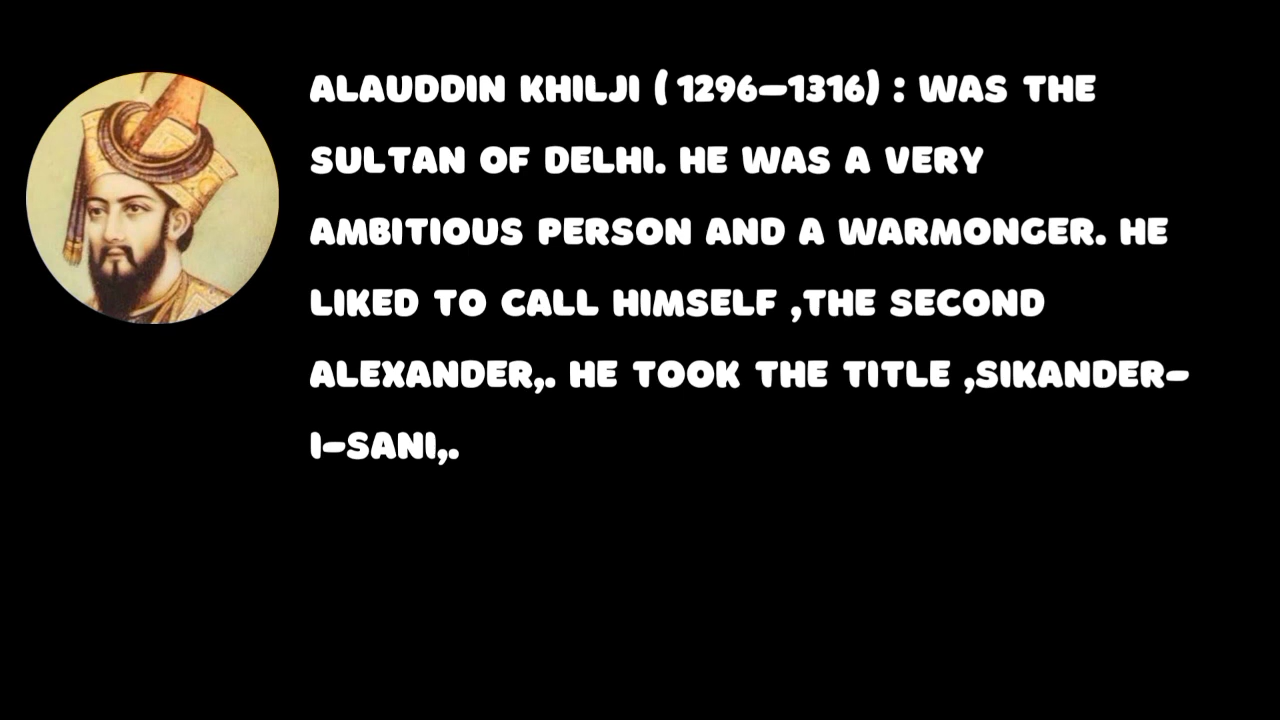 ALAUDDIN KHILJI ( 1296–1316) : WAS THE
SULTAN OF DELHI. HE WAS A VERY
AMBITIOUS PERSON AND A WARMONGER. HE
LIKED TO CALL HIMSELF ,THE SECOND
ALEXANDER,. HE TOOK THE TITLE ,SIKANDER-
I-SANI,.